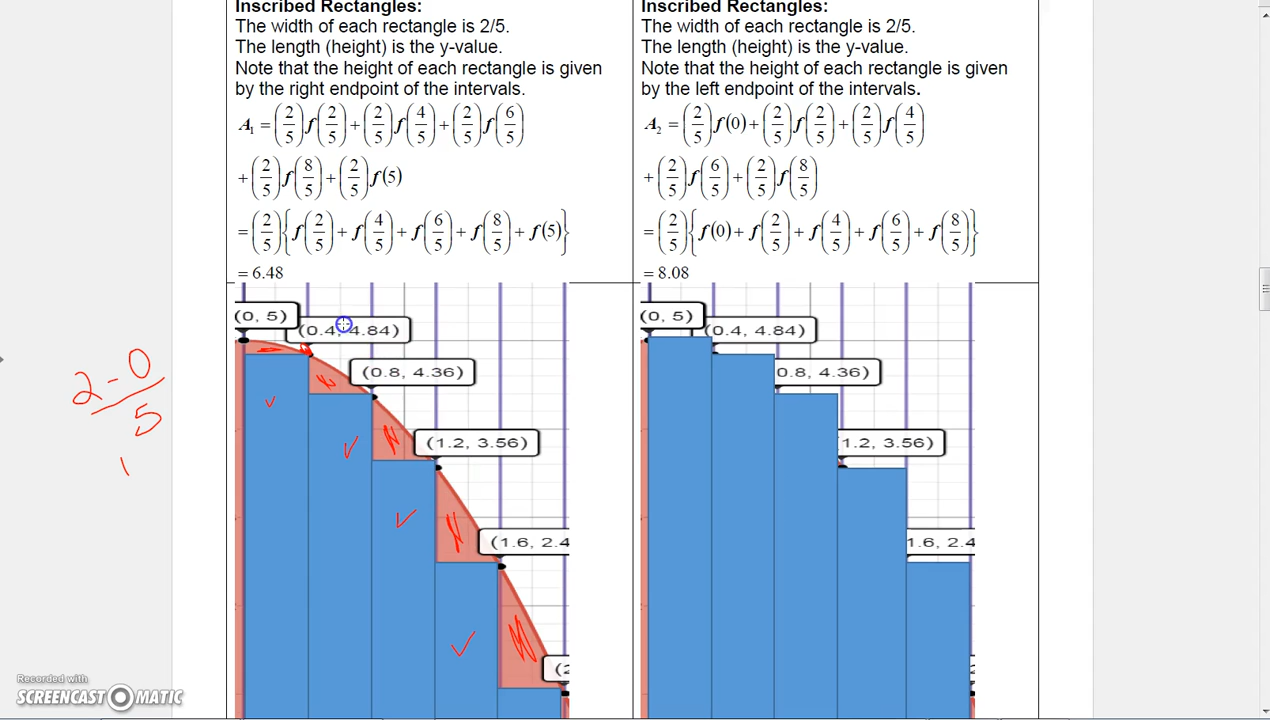 Inscribed Rectangles:
The width of each rectangle is 2/5.
The length (height) is the y-value.
Note that the height of each rectangle is given
by the right endpoint of the intervals.
A₁ = (2/5) f(2/5) + (2/5) f(4/5) + (2/5) f(6/5)
+ (2/5) f(8/5) + (2/5) f(5)
= (2/5) { f(2/5) + f(4/5) + f(6/5) + f(8/5) + f(5) }
= 6.48
Inscribed Rectangles:
The width of each rectangle is 2/5.
The length (height) is the y-value.
Note that the height of each rectangle is given
by the left endpoint of the intervals.
A₂ = (2/5) f(0) + (2/5) f(2/5) + (2/5) f(4/5)
+ (2/5) f(6/5) + (2/5) f(8/5)
= (2/5) { f(0) + f(2/5) + f(4/5) + f(6/5) + f(8/5) }
= 8.08
(0, 5)
(0.4, 4.84)
(0.8, 4.36)
(1.2, 3.56)
(1.6, 2.4
(2
(0, 5)
(0.4, 4.84)
0.8, 4.36)
1.2, 3.56)
1.6, 2.4
2 - 0
5
Recorded with
SCREENCAST MATIC